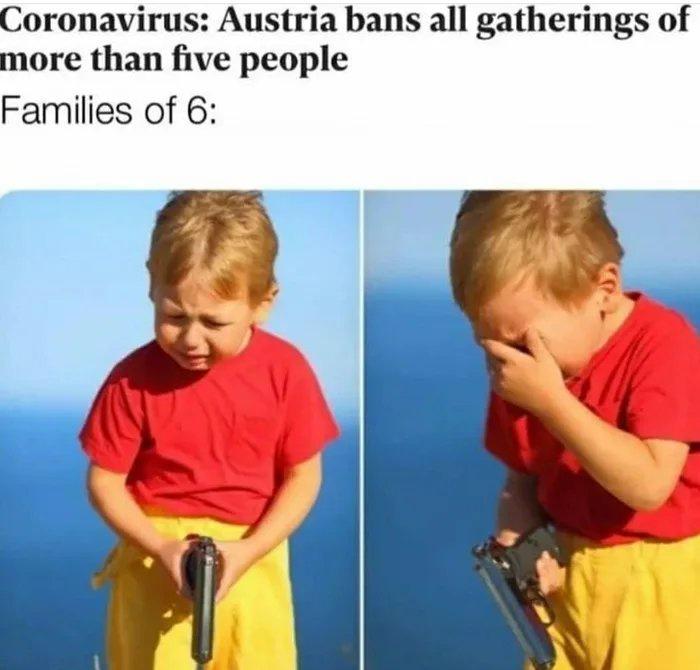 Coronavirus: Austria bans all gatherings of
more than five people
Families of 6: